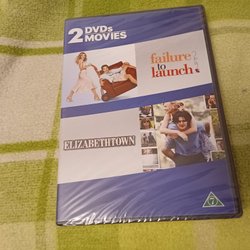 2 DVDs
MOVIES
failure
to
launch
ELIZABETHTOWN